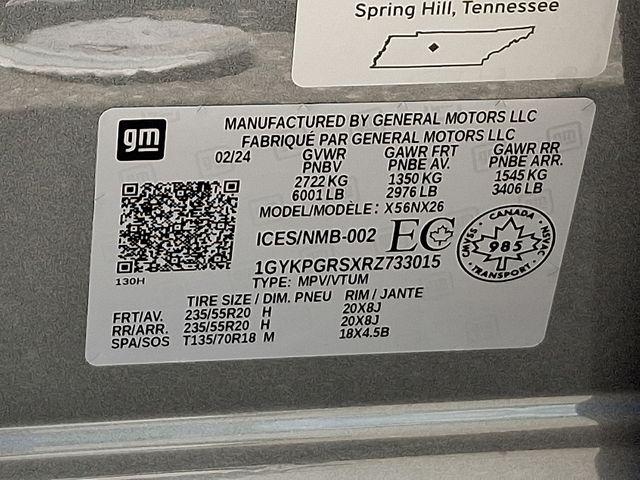 Spring Hill, Tennessee
gm
MANUFACTURED BY GENERAL MOTORS LLC
FABRIQUÉ PAR GENERAL MOTORS LLC
02/24 GVWR GAWR FRT GAWR RR
PNBV PNBE AV. PNBE ARR.
2722 KG 1350 KG 1545 KG
6001 LB 2976 LB 3406 LB
MODEL/MODÈLE: X56NX26
ICES/NMB-002 EC
CANADA
CMVSS 985 NSVAC
TRANSPORT
1GYKPGRSXRZ733015
TYPE: MPV/VTUM
130H
TIRE SIZE / DIM. PNEU RIM / JANTE
FRT/AV. 235/55R20 H 20X8J
RR/ARR. 235/55R20 H 20X8J
SPA/SOS T135/70R18 M 18X4.5B